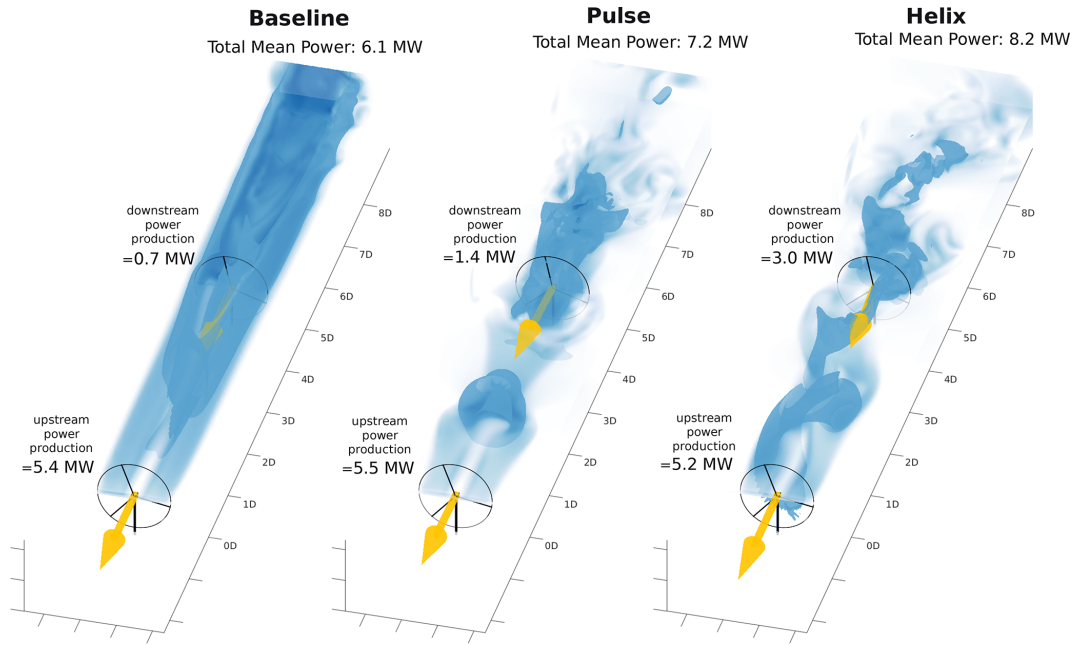 Baseline
Total Mean Power: 6.1 MW
downstream
power
production
=0.7 MW
upstream
power
production
=5.4 MW
8D
7D
6D
5D
4D
3D
2D
1D
0D
Pulse
Total Mean Power: 7.2 MW
downstream
power
production
=1.4 MW
upstream
power
production
=5.5 MW
8D
7D
6D
5D
4D
3D
2D
1D
0D
Helix
Total Mean Power: 8.2 MW
downstream
power
production
=3.0 MW
upstream
power
production
=5.2 MW
8D
7D
6D
5D
4D
3D
2D
1D
0D